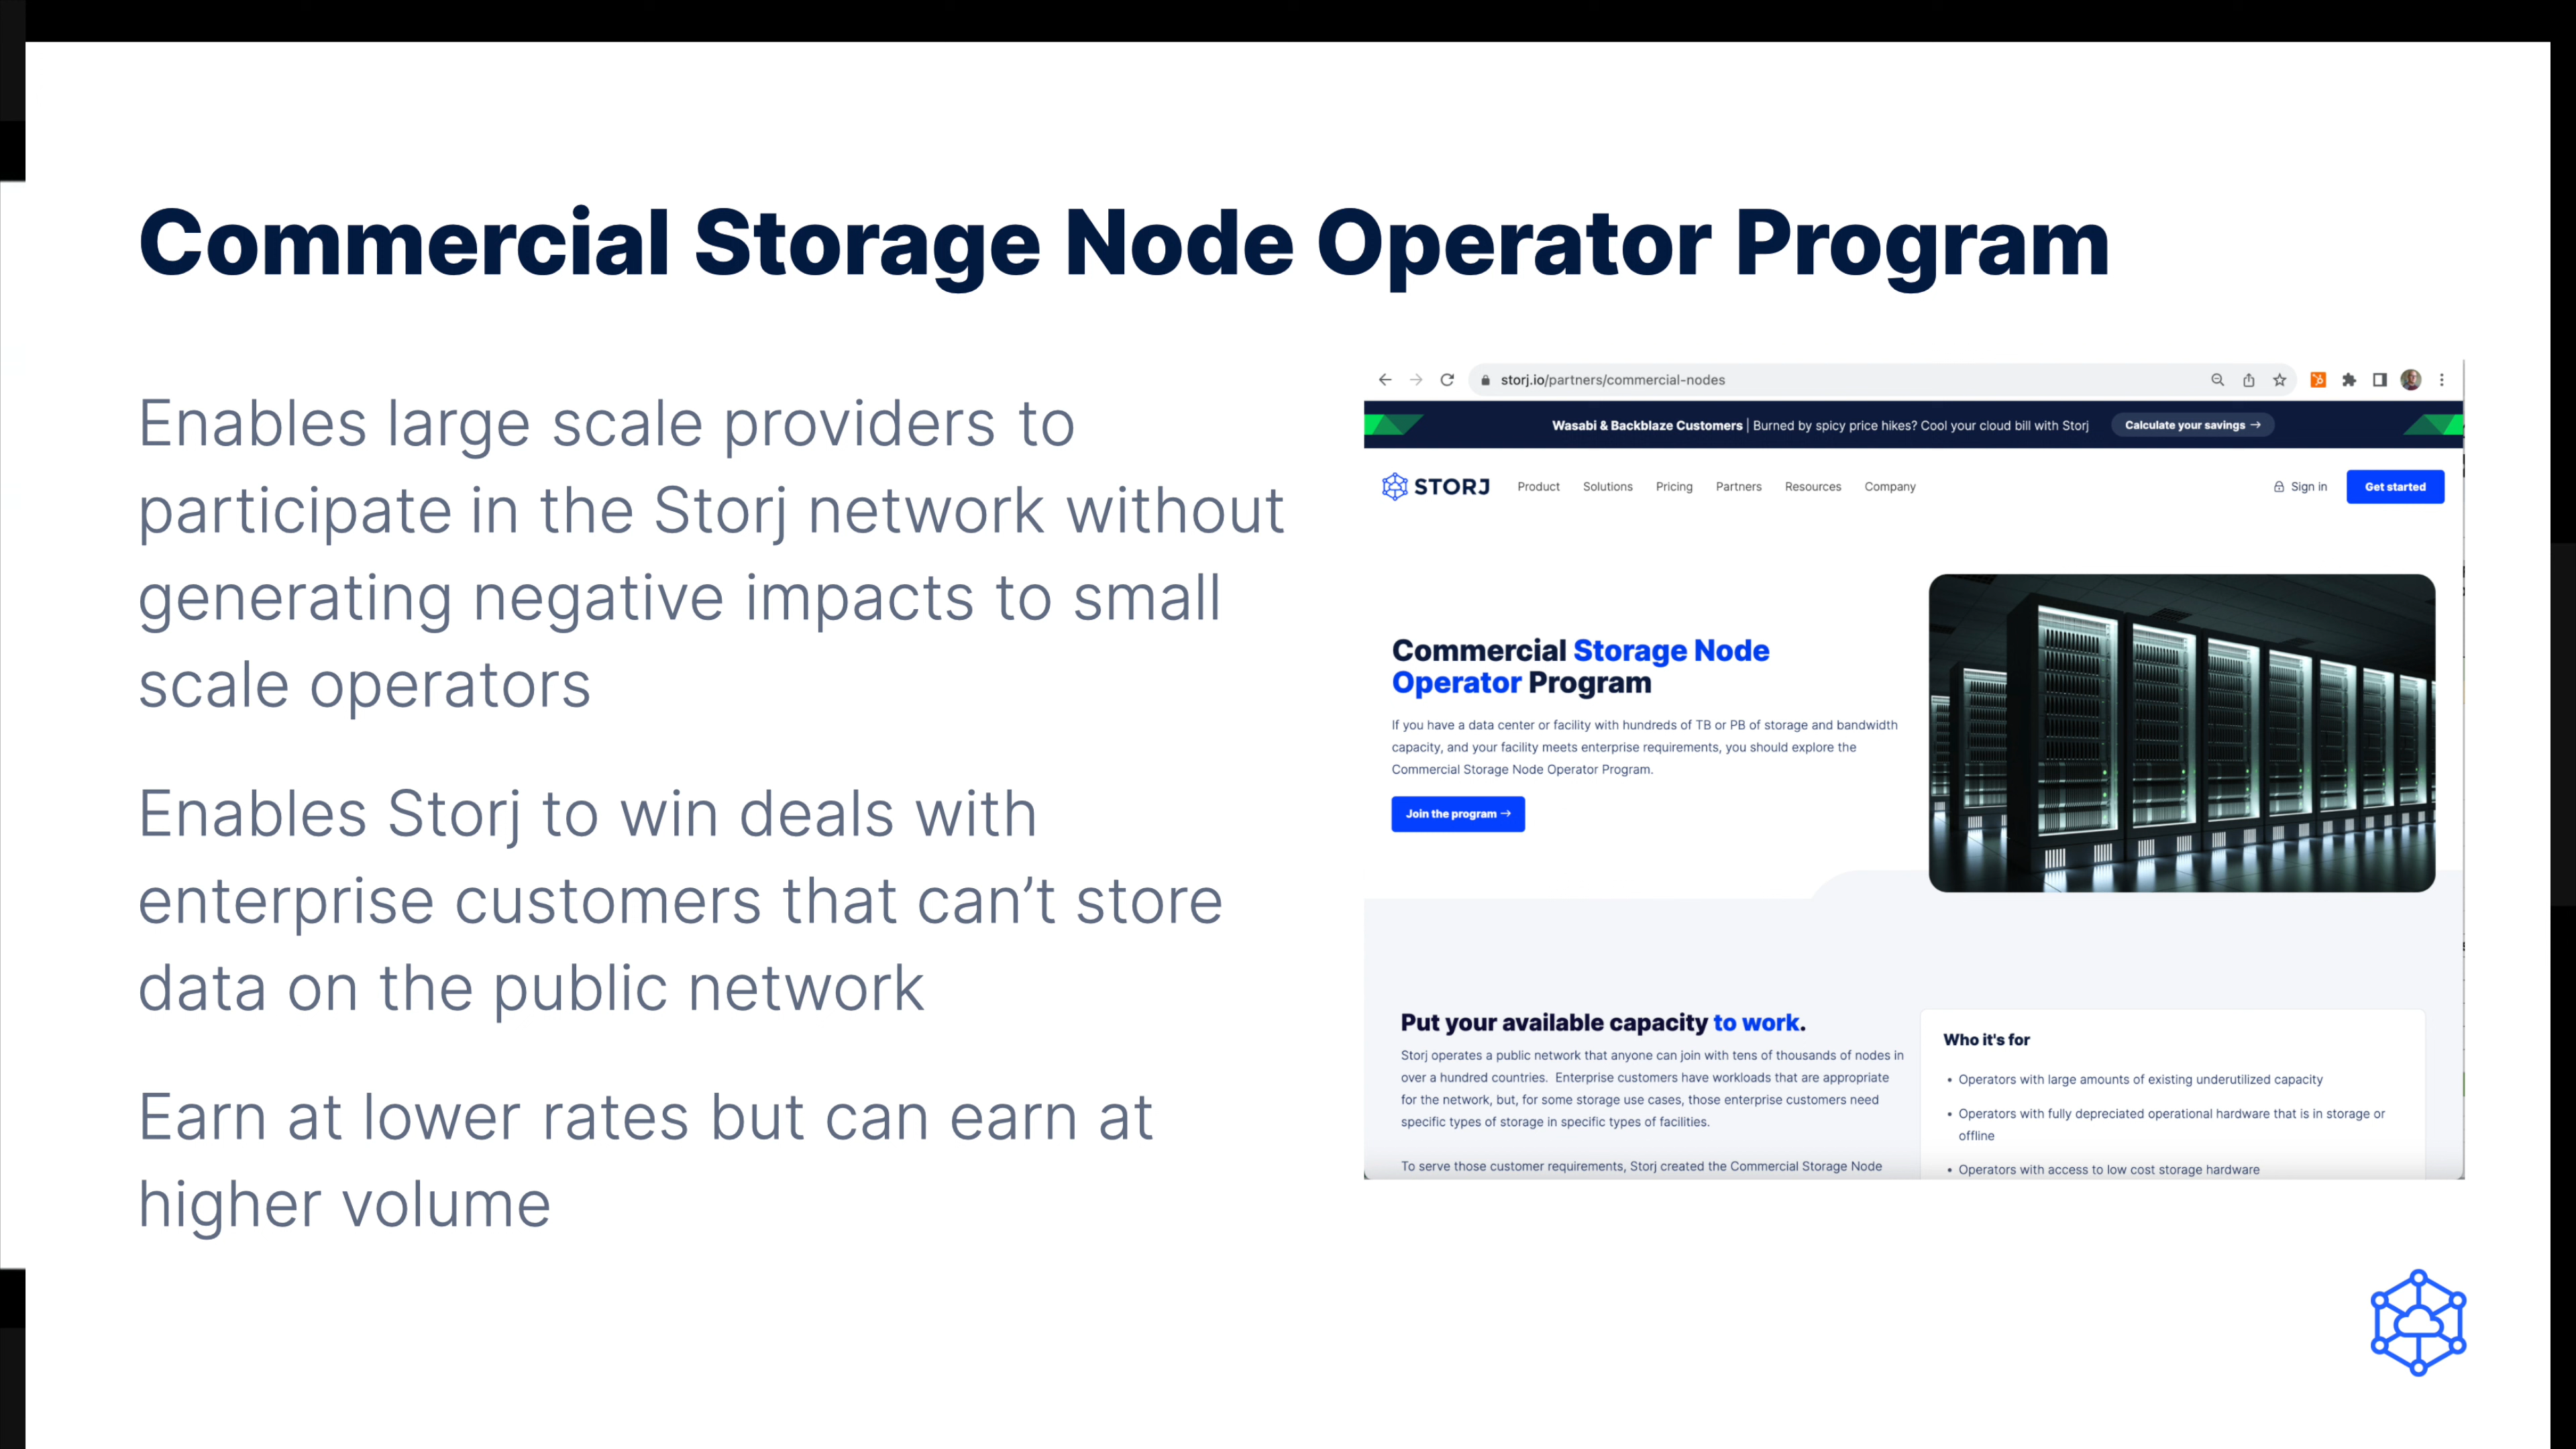 Commercial Storage Node Operator Program
Enables large scale providers to
participate in the Storj network without
generating negative impacts to small
scale operators
Enables Storj to win deals with
enterprise customers that can’t store
data on the public network
Earn at lower rates but can earn at
higher volume
storj.io/partners/commercial-nodes
Wasabi & Backblaze Customers | Burned by spicy price hikes? Cool your cloud bill with Storj
Calculate your savings →
STORJ
Product Solutions Pricing Partners Resources Company
Sign in
Get started
Commercial Storage Node
Operator Program
If you have a data center or facility with hundreds of TB or PB of storage and bandwidth
capacity, and your facility meets enterprise requirements, you should explore the
Commercial Storage Node Operator Program.
Join the program →
Put your available capacity to work.
Storj operates a public network that anyone can join with tens of thousands of nodes in
over a hundred countries. Enterprise customers have workloads that are appropriate
for the network, but, for some storage use cases, those enterprise customers need
specific types of storage in specific types of facilities.
To serve those customer requirements, Storj created the Commercial Storage Node
Who it's for
• Operators with large amounts of existing underutilized capacity
• Operators with fully depreciated operational hardware that is in storage or
offline
• Operators with access to low cost storage hardware